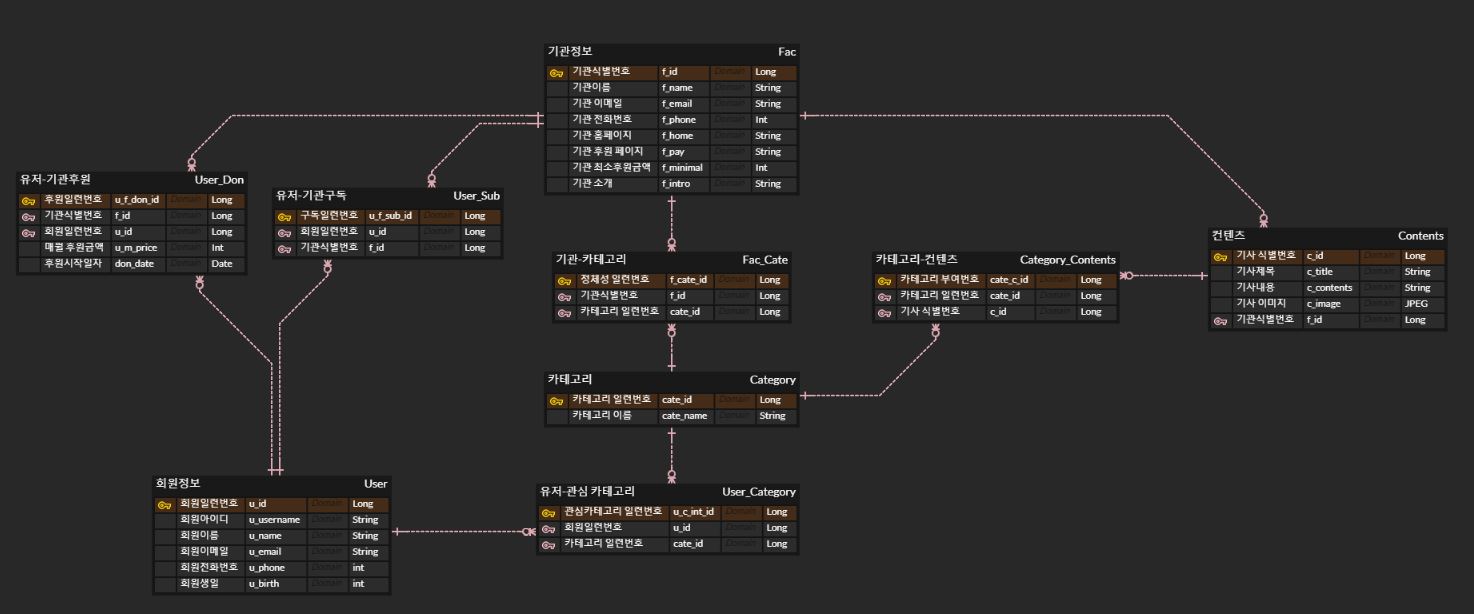 기관정보 Fac
기관식별번호 f_id Domain Long
기관이름 f_name Domain String
기관 이메일 f_email Domain String
기관 전화번호 f_phone Domain Int
기관 홈페이지 f_home Domain String
기관 후원 페이지 f_pay Domain String
기관 최소후원금액 f_minimal Domain Int
기관 소개 f_intro Domain String
유저-기관후원 User_Don
후원일련번호 u_f_don_id Domain Long
기관식별번호 f_id Domain Long
회원일련번호 u_id Domain Long
매월 후원금액 u_m_price Domain Int
후원시작일자 don_date Domain Date
유저-기관구독 User_Sub
구독일련번호 u_f_sub_id Domain Long
회원일련번호 u_id Domain Long
기관식별번호 f_id Domain Long
기관-카테고리 Fac_Cate
정체성 일련번호 f_cate_id Domain Long
기관식별번호 f_id Domain Long
카테고리 일련번호 cate_id Domain Long
카테고리-컨텐츠 Category_Contents
카테고리 부여번호 cate_c_id Domain Long
카테고리 일련번호 cate_id Domain Long
기사 식별번호 c_id Domain Long
컨텐츠 Contents
기사 식별번호 c_id Domain Long
기사제목 c_title Domain String
기사내용 c_contents Domain String
기사 이미지 c_image Domain JPEG
기관식별번호 f_id Domain Long
카테고리 Category
카테고리 일련번호 cate_id Domain Long
카테고리 이름 cate_name Domain String
회원정보 User
회원일련번호 u_id Domain Long
회원아이디 u_username Domain String
회원이름 u_name Domain String
회원이메일 u_email Domain String
회원전화번호 u_phone Domain int
회원생일 u_birth Domain int
유저-관심 카테고리 User_Category
관심카테고리 일련번호 u_c_int_id Domain Long
회원일련번호 u_id Domain Long
카테고리 일련번호 cate_id Domain Long